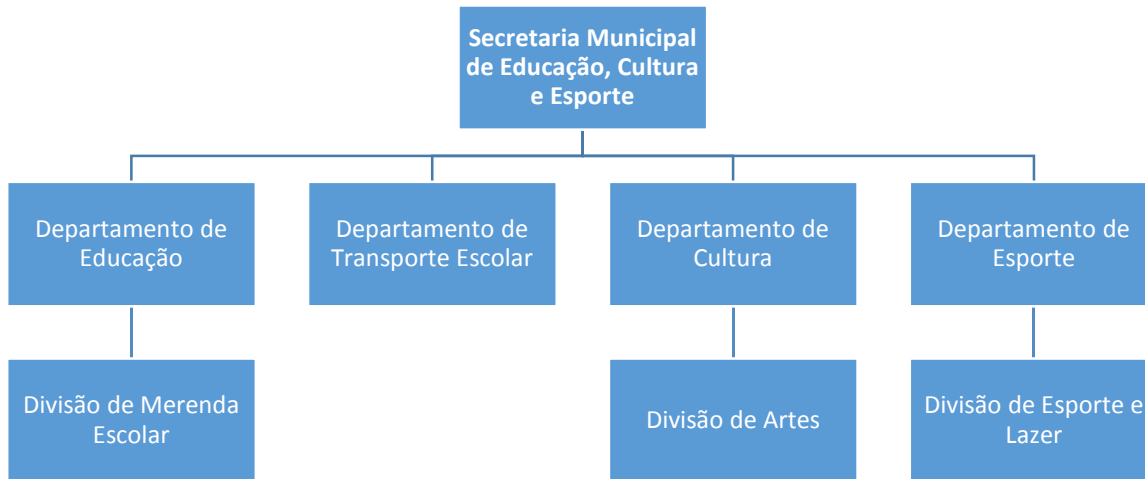 Secretaria Municipal
de Educação, Cultura
e Esporte
Departamento de
Educação
Departamento de
Transporte Escolar
Departamento de
Cultura
Departamento de
Esporte
Divisão de Merenda
Escolar
Divisão de Artes
Divisão de Esporte e
Lazer